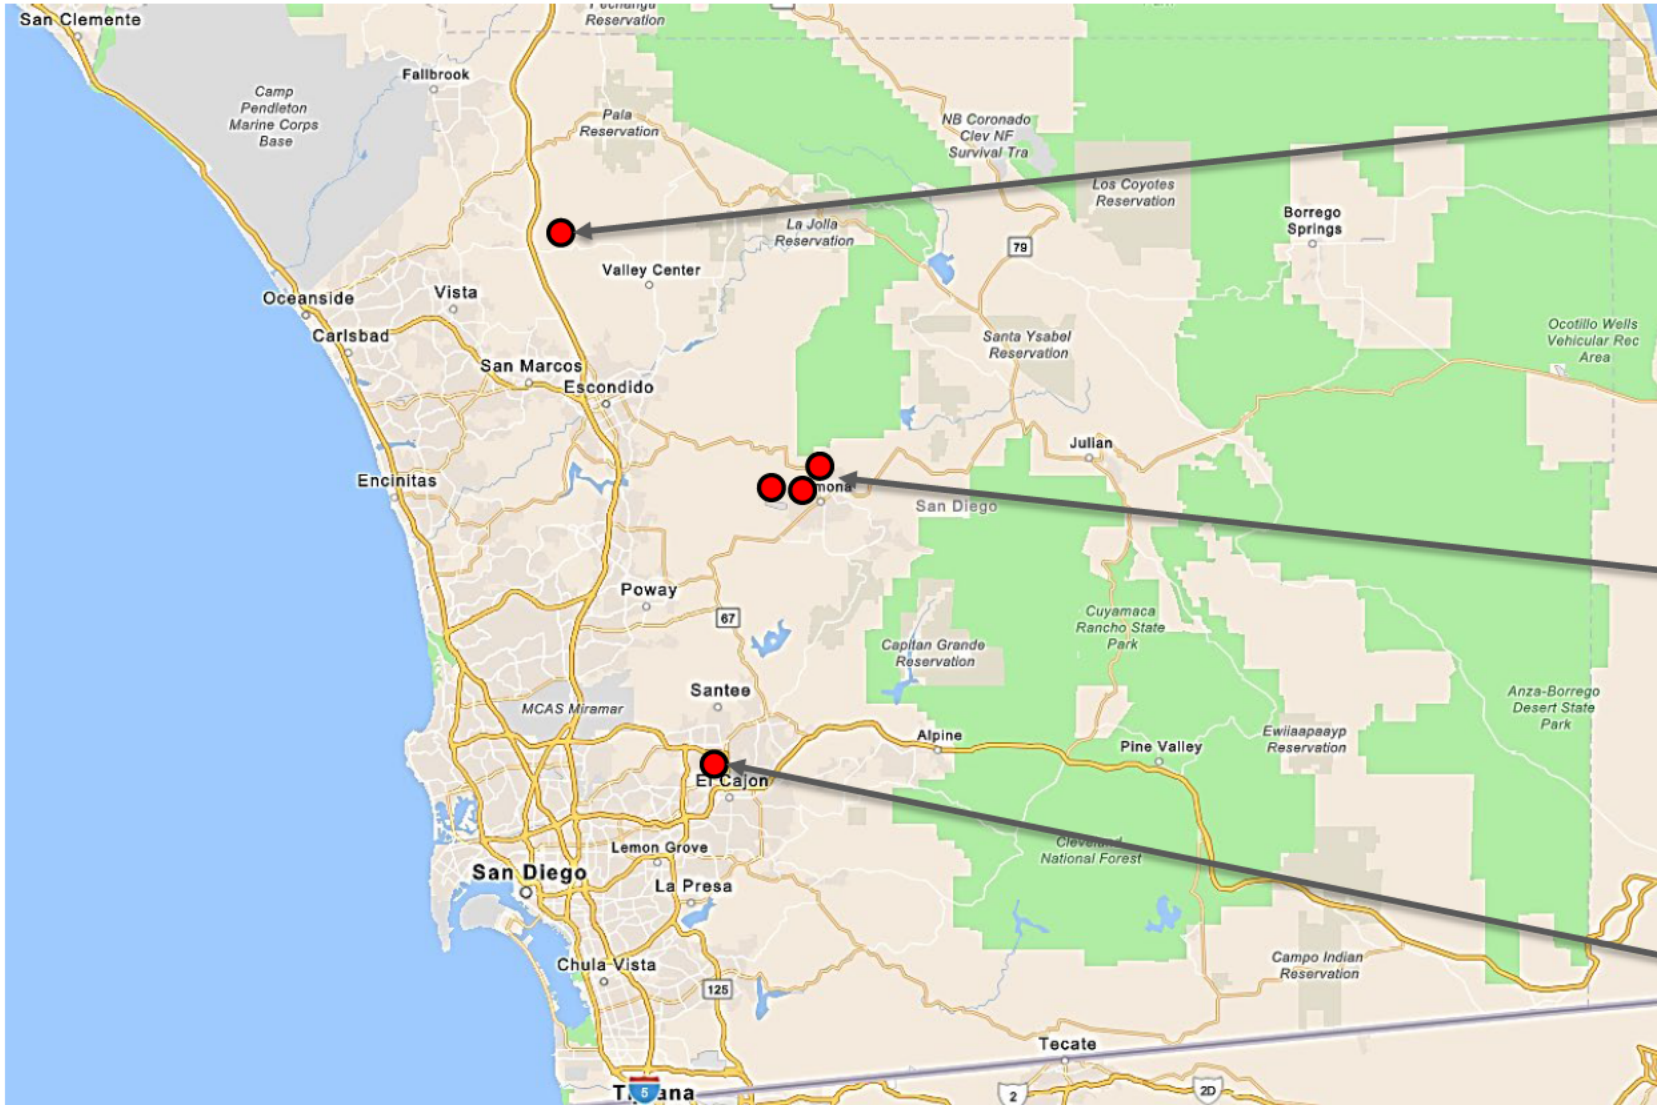 San Clemente
Pechanga
Reservation
Fallbrook
Camp
Pendleton
Marine Corps
Base
Pala
Reservation
NB Coronado
Clev NF
Survival Tra
Los Coyotes
Reservation
La Jolla
Reservation
Borrego
Springs
79
Valley Center
Oceanside
Vista
Carlsbad
Santa Ysabel
Reservation
Ocotillo Wells
Vehicular Rec
Area
San Marcos
Escondido
Julian
Encinitas
mona
San Diego
Poway
67
Cuyamaca
Rancho State
Park
Capitan Grande
Reservation
Santee
MCAS Miramar
Anza-Borrego
Desert State
Park
Alpine
Pine Valley
Ewiiaapaayp
Reservation
El Cajon
Lemon Grove
Cleveland
National Forest
San Diego
La Presa
Chula Vista
125
Campo Indian
Reservation
Tecate
5
2
2D